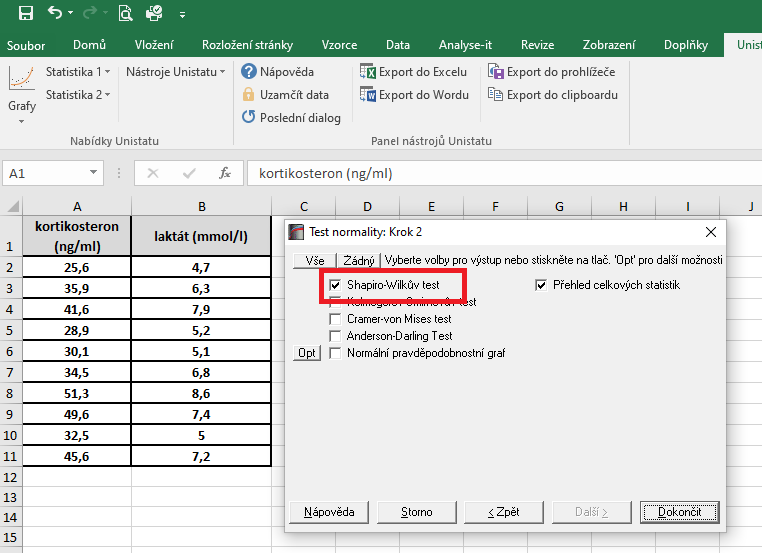 Soubor Domů Vložení Rozložení stránky Vzorce Data Analyse-it Revize Zobrazení Doplňky Unist
Grafy
Statistika 1
Statistika 2
Nástroje Unistatu
Nabídky Unistatu
Nápověda
Uzamčít data
Poslední dialog
Export do Excelu
Export do Wordu
Export do prohlížeče
Export do clipboardu
Panel nástrojů Unistatu
A1 fx kortikosteron (ng/ml)
A B C D E F G H I J
1 kortikosteron (ng/ml) laktát (mmol/l)
2 25,6 4,7
3 35,9 6,3
4 41,6 7,9
5 28,9 5,2
6 30,1 5,1
7 34,5 6,8
8 51,3 8,6
9 49,6 7,4
10 32,5 5
11 45,6 7,2
12
13
14
15
Test normality: Krok 2
Vše Žádný Vyberte volby pro výstup nebo stiskněte na tlač. 'Opt' pro další možnosti
Shapiro-Wilkův test Přehled celkových statistik
test
Cramer-von Mises test
Anderson-Darling Test
Opt Normální pravděpodobnostní graf
Nápověda Storno < Zpět Další > Dokončit